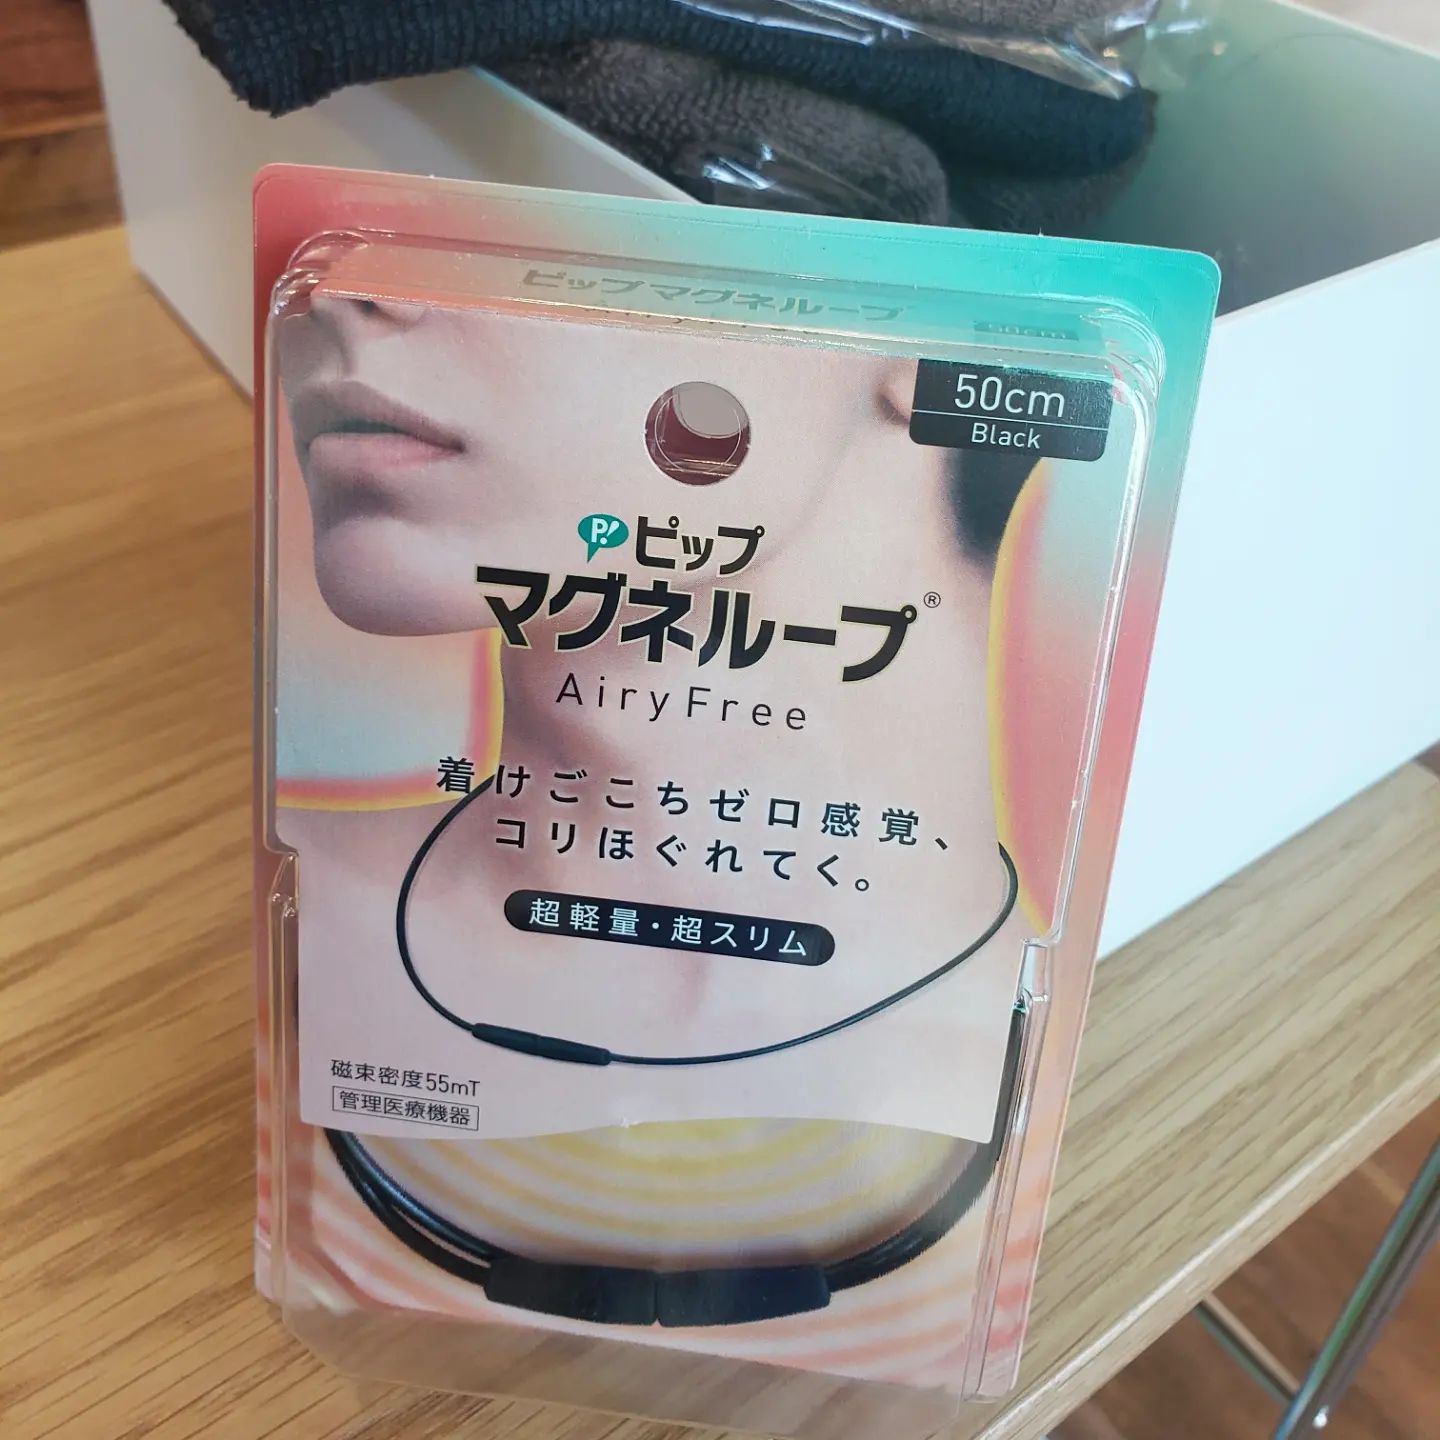 ピップマグネループ
AiryFree
50cm
50cm
Black
P! ピップ
マグネループ®
AiryFree
着けごこちゼロ感覚、
コリほぐれてく。
超軽量・超スリム
磁束密度55mT
管理医療機器